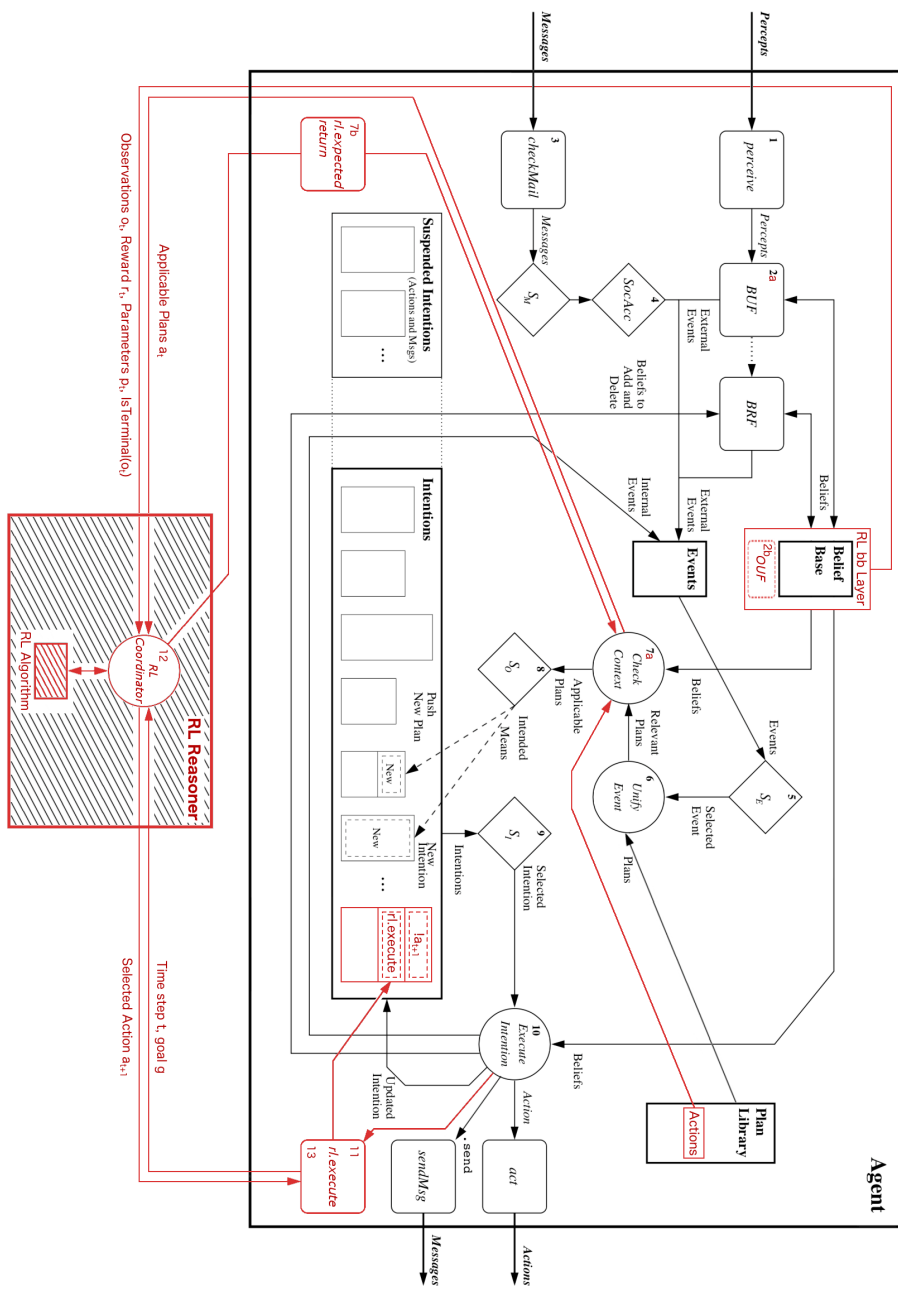 Agent
Percepts
1
perceive
Percepts
2a
BUF
BRF
Beliefs
Belief
Base
2b OUF
RL bb Layer
Plan
Library
Actions
Messages
3
checkMail
Messages
S_M
4
SocAcc
External
Events
External
Events
Beliefs to
Add and
Delete
Internal
Events
Events
Events
5
S_E
Selected
Event
6
Unify
Event
Plans
Relevant
Plans
7a
Check
Context
Beliefs
Applicable
Plans
8
S_O
Intended
Means
Push
New Plan
New
Intention
9
S_I
Intentions
Selected
Intention
10
Execute
Intention
Beliefs
Action
act
Actions
.send
sendMsg
Messages
Updated
Intention
Suspended Intentions
(Actions and Msgs)
...
Intentions
New
New
...
!a_{t+1}
rl.execute
7b
rl.expected
return
11
rl.execute
13
Applicable Plans a_t
Observations o_t, Reward r_t, Parameters p_t, IsTerminal(o_t)
Time step t, goal g
Selected Action a_{t+1}
RL Reasoner
12
RL
Coordinator
RL Algorithm